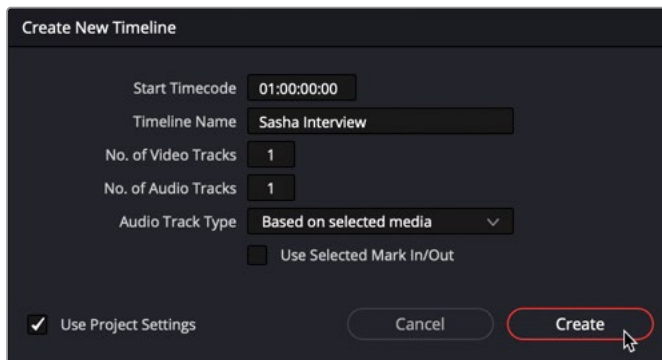 Create New Timeline
Start Timecode 01:00:00:00
Timeline Name Sasha Interview
No. of Video Tracks 1
No. of Audio Tracks 1
Audio Track Type Based on selected media
Use Selected Mark In/Out
Use Project Settings Cancel Create